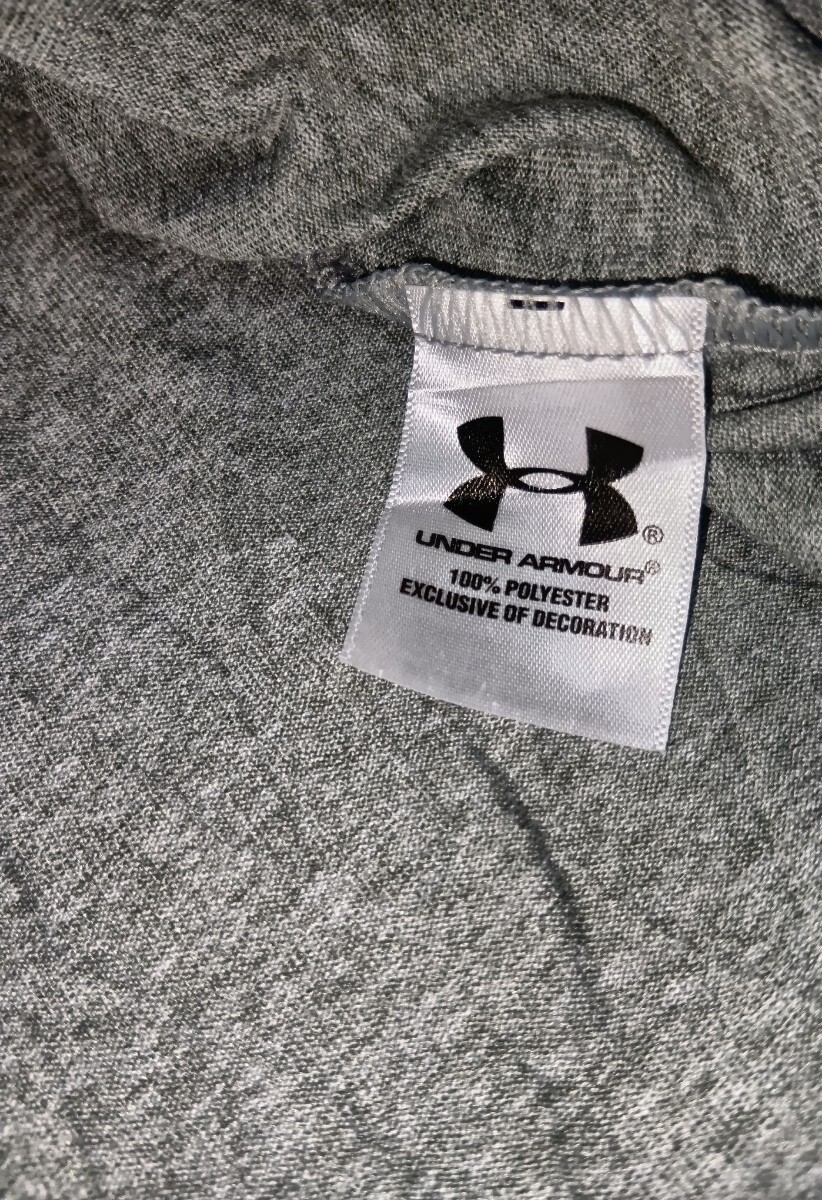 ®
UNDER ARMOUR®
100% POLYESTER
EXCLUSIVE OF DECORATION